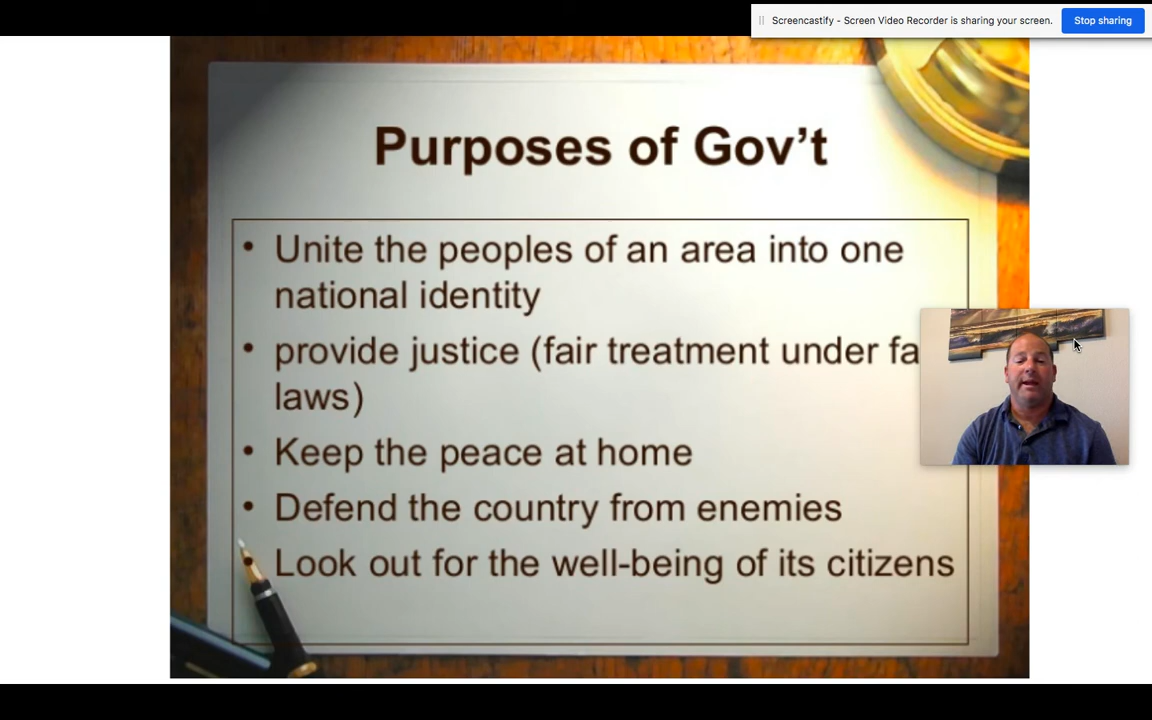 Screencastify - Screen Video Recorder is sharing your screen.
Stop sharing
Purposes of Gov’t
• Unite the peoples of an area into one
national identity
• provide justice (fair treatment under
laws)
• Keep the peace at home
• Defend the country from enemies
• Look out for the well-being of its citizens